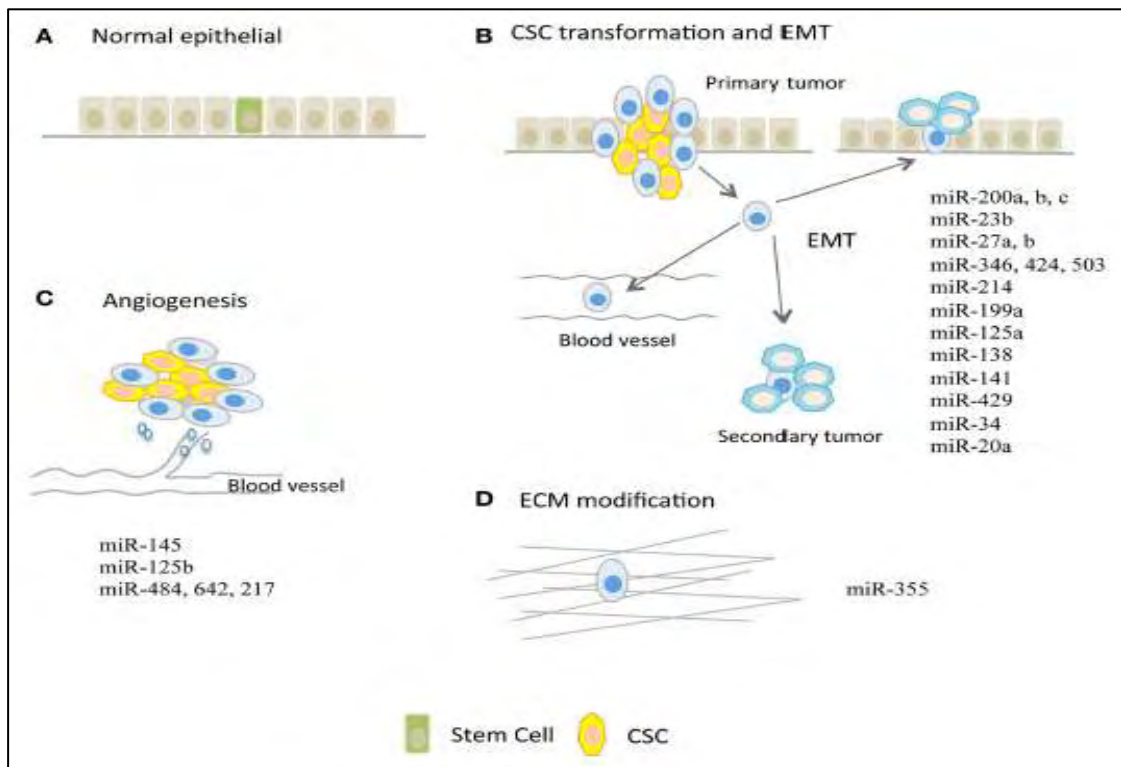 A Normal epithelial
B CSC transformation and EMT
Primary tumor
EMT
Blood vessel
Secondary tumor
miR-200a, b, c
miR-23b
miR-27a, b
miR-346, 424, 503
miR-214
miR-199a
miR-125a
miR-138
miR-141
miR-429
miR-34
miR-20a
C Angiogenesis
Blood vessel
miR-145
miR-125b
miR-484, 642, 217
D ECM modification
miR-355
Stem Cell
CSC